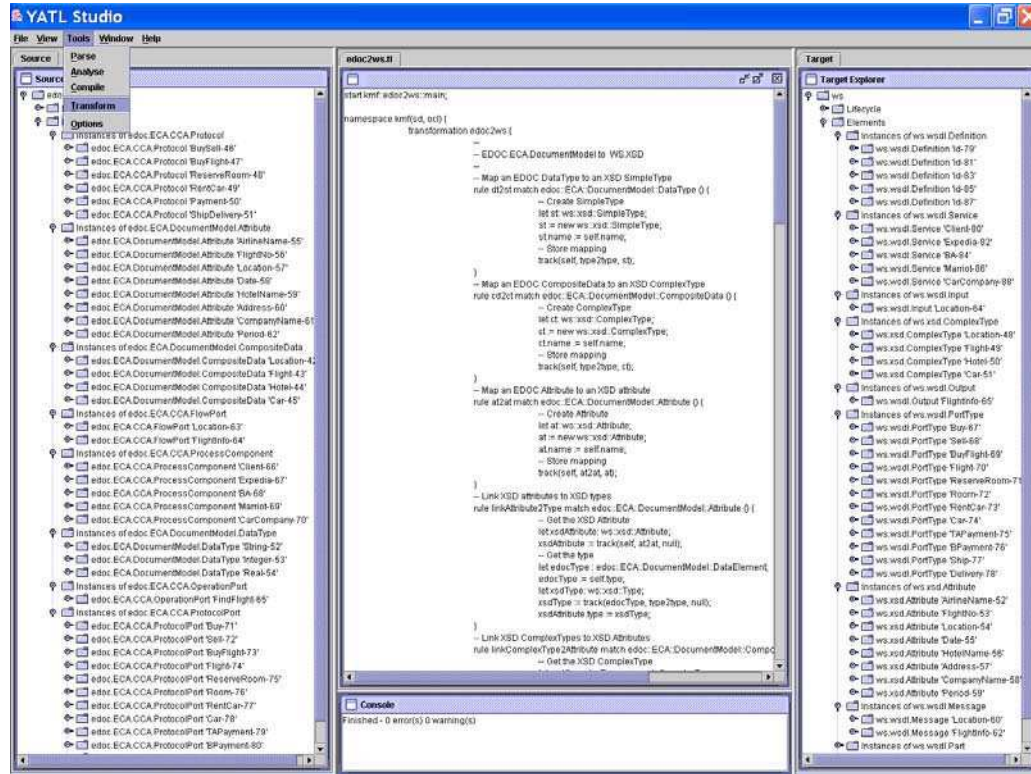 YATL Studio
File View Tools Window Help
Parse
Analyse
Compile
Transform
Options
Source
Source
edoc
Instances of edoc.ECA.CCA.Protocol
edoc.ECA.CCA.Protocol 'BuySell-46'
edoc.ECA.CCA.Protocol 'BuyFlight-47'
edoc.ECA.CCA.Protocol 'ReserveRoom-48'
edoc.ECA.CCA.Protocol 'RentCar-49'
edoc.ECA.CCA.Protocol 'Payment-50'
edoc.ECA.CCA.Protocol 'ShipDelivery-51'
Instances of edoc.ECA.DocumentModel.Attribute
edoc.ECA.DocumentModel.Attribute 'AirlineName-55'
edoc.ECA.DocumentModel.Attribute 'FlightNo-56'
edoc.ECA.DocumentModel.Attribute 'Location-57'
edoc.ECA.DocumentModel.Attribute 'Date-58'
edoc.ECA.DocumentModel.Attribute 'HotelName-59'
edoc.ECA.DocumentModel.Attribute 'Address-60'
edoc.ECA.DocumentModel.Attribute 'CompanyName-61
edoc.ECA.DocumentModel.Attribute 'Period-62'
Instances of edoc.ECA.DocumentModel.CompositeData
edoc.ECA.DocumentModel.CompositeData 'Location-42
edoc.ECA.DocumentModel.CompositeData 'Flight-43'
edoc.ECA.DocumentModel.CompositeData 'Hotel-44'
edoc.ECA.DocumentModel.CompositeData 'Car-45'
Instances of edoc.ECA.CCA.FlowPort
edoc.ECA.CCA.FlowPort 'Location-63'
edoc.ECA.CCA.FlowPort 'FlightInfo-64'
Instances of edoc.ECA.CCA.ProcessComponent
edoc.ECA.CCA.ProcessComponent 'Client-66'
edoc.ECA.CCA.ProcessComponent 'Expedia-67'
edoc.ECA.CCA.ProcessComponent 'BA-68'
edoc.ECA.CCA.ProcessComponent 'Marriot-69'
edoc.ECA.CCA.ProcessComponent 'CarCompany-70'
Instances of edoc.ECA.DocumentModel.DataType
edoc.ECA.DocumentModel.DataType 'String-52'
edoc.ECA.DocumentModel.DataType 'Integer-53'
edoc.ECA.DocumentModel.DataType 'Real-54'
Instances of edoc.ECA.CCA.OperationPort
edoc.ECA.CCA.OperationPort 'FindFlight-65'
Instances of edoc.ECA.CCA.ProtocolPort
edoc.ECA.CCA.ProtocolPort 'Buy-71'
edoc.ECA.CCA.ProtocolPort 'Sell-72'
edoc.ECA.CCA.ProtocolPort 'BuyFlight-73'
edoc.ECA.CCA.ProtocolPort 'Flight-74'
edoc.ECA.CCA.ProtocolPort 'ReserveRoom-75'
edoc.ECA.CCA.ProtocolPort 'Room-76'
edoc.ECA.CCA.ProtocolPort 'RentCar-77'
edoc.ECA.CCA.ProtocolPort 'Car-78'
edoc.ECA.CCA.ProtocolPort 'TAPayment-79'
edoc.ECA.CCA.ProtocolPort 'BPayment-80'
edoc2ws.tl
start kmf::edoc2ws::main;
namespace kmf(sd, ocl) {
transformation edoc2ws {
--
-- EDOC.ECA.DocumentModel to WS.XSD
--
-- Map an EDOC DataType to an XSD SimpleType
rule dt2st match edoc::ECA::DocumentModel::DataType () {
-- Create SimpleType
let st: ws::xsd::SimpleType;
st := new ws::xsd::SimpleType;
st.name := self.name;
-- Store mapping
track(self, type2type, st);
}
-- Map an EDOC CompositeData to an XSD ComplexType
rule cd2ct match edoc::ECA::DocumentModel::CompositeData () {
-- Create ComplexType
let ct: ws::xsd::ComplexType;
ct := new ws::xsd::ComplexType;
ct.name := self.name;
-- Store mapping
track(self, type2type, ct);
}
-- Map an EDOC Attribute to an XSD attribute
rule at2at match edoc::ECA::DocumentModel::Attribute () {
-- Create Attribute
let at: ws::xsd::Attribute;
at := new ws::xsd::Attribute;
at.name := self.name;
-- Store mapping
track(self, at2at, at);
}
-- Link XSD attributes to XSD types
rule linkAttribute2Type match edoc::ECA::DocumentModel::Attribute () {
-- Get the XSD Attribute
let xsdAttribute: ws::xsd::Attribute;
xsdAttribute := track(self, at2at, null);
-- Get the type
let edocType : edoc::ECA::DocumentModel::DataElement;
edocType := self.type;
let xsdType: ws::xsd::Type;
xsdType := track(edocType, type2type, null);
xsdAttribute.type := xsdType;
}
-- Link XSD ComplexTypes to XSD Attributes
rule linkComplexType2Attribute match edoc::ECA::DocumentModel::Compo
-- Get the XSD ComplexType
Console
Finished - 0 error(s) 0 warning(s)
Target
Target Explorer
ws
Lifecycle
Elements
Instances of ws.wsdl.Definition
ws.wsdl.Definition 'id-79'
ws.wsdl.Definition 'id-81'
ws.wsdl.Definition 'id-83'
ws.wsdl.Definition 'id-85'
ws.wsdl.Definition 'id-87'
Instances of ws.wsdl.Service
ws.wsdl.Service 'Client-80'
ws.wsdl.Service 'Expedia-82'
ws.wsdl.Service 'BA-84'
ws.wsdl.Service 'Marriot-86'
ws.wsdl.Service 'CarCompany-88'
Instances of ws.wsdl.Input
ws.wsdl.Input 'Location-64'
Instances of ws.xsd.ComplexType
ws.xsd.ComplexType 'Location-48'
ws.xsd.ComplexType 'Flight-49'
ws.xsd.ComplexType 'Hotel-50'
ws.xsd.ComplexType 'Car-51'
Instances of ws.wsdl.Output
ws.wsdl.Output 'FlightInfo-65'
Instances of ws.wsdl.PortType
ws.wsdl.PortType 'Buy-67'
ws.wsdl.PortType 'Sell-68'
ws.wsdl.PortType 'BuyFlight-69'
ws.wsdl.PortType 'Flight-70'
ws.wsdl.PortType 'ReserveRoom-71
ws.wsdl.PortType 'Room-72'
ws.wsdl.PortType 'RentCar-73'
ws.wsdl.PortType 'Car-74'
ws.wsdl.PortType 'TAPayment-75'
ws.wsdl.PortType 'BPayment-76'
ws.wsdl.PortType 'Ship-77'
ws.wsdl.PortType 'Delivery-78'
Instances of ws.xsd.Attribute
ws.xsd.Attribute 'AirlineName-52'
ws.xsd.Attribute 'FlightNo-53'
ws.xsd.Attribute 'Location-54'
ws.xsd.Attribute 'Date-55'
ws.xsd.Attribute 'HotelName-56'
ws.xsd.Attribute 'Address-57'
ws.xsd.Attribute 'CompanyName-58'
ws.xsd.Attribute 'Period-59'
Instances of ws.wsdl.Message
ws.wsdl.Message 'Location-60'
ws.wsdl.Message 'FlightInfo-62'
Instances of ws.wsdl.Part